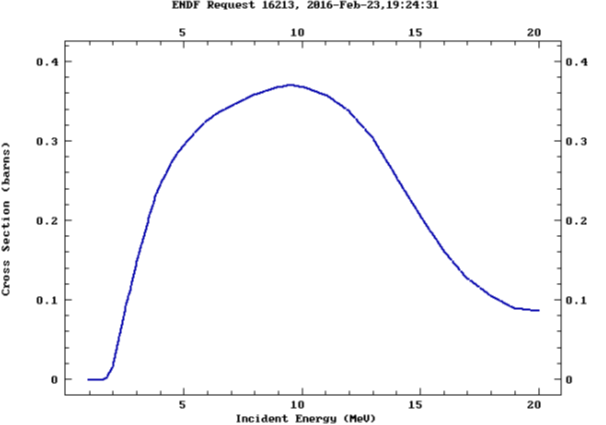 ENDF Request 16213, 2016-Feb-23,19:24:31
5 10 15 20
0.4 0.4
0.3 0.3
0.2 0.2
0.1 0.1
0 0
Cross Section (barns)
5 10 15 20
Incident Energy (MeV)